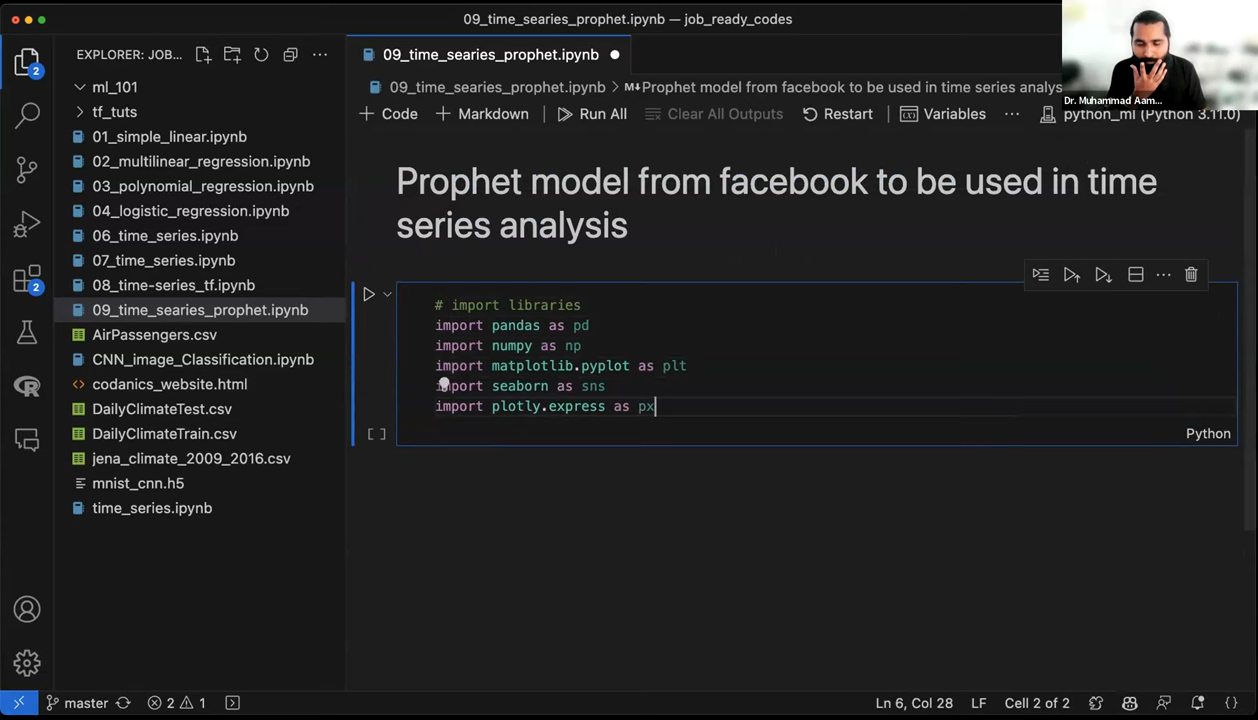 09_time_searies_prophet.ipynb — job_ready_codes
EXPLORER: JOB...
09_time_searies_prophet.ipynb
Dr. Muhammad Aam...
ml_101
09_time_searies_prophet.ipynb > M↓Prophet model from facebook to be used in time series analys
tf_tuts
+ Code + Markdown Run All Clear All Outputs Restart Variables ... python_ml (Python 3.11.0)
01_simple_linear.ipynb
02_multilinear_regression.ipynb
03_polynomial_regression.ipynb
04_logistic_regression.ipynb
06_time_series.ipynb
07_time_series.ipynb
08_time-series_tf.ipynb
09_time_searies_prophet.ipynb
AirPassengers.csv
CNN_image_Classification.ipynb
codanics_website.html
DailyClimateTest.csv
DailyClimateTrain.csv
jena_climate_2009_2016.csv
mnist_cnn.h5
time_series.ipynb
2
2
Prophet model from facebook to be used in time
series analysis
# import libraries
import pandas as pd
import numpy as np
import matplotlib.pyplot as plt
import seaborn as sns
import plotly.express as px
[ ]
Python
master 2 1 Ln 6, Col 28 LF Cell 2 of 2